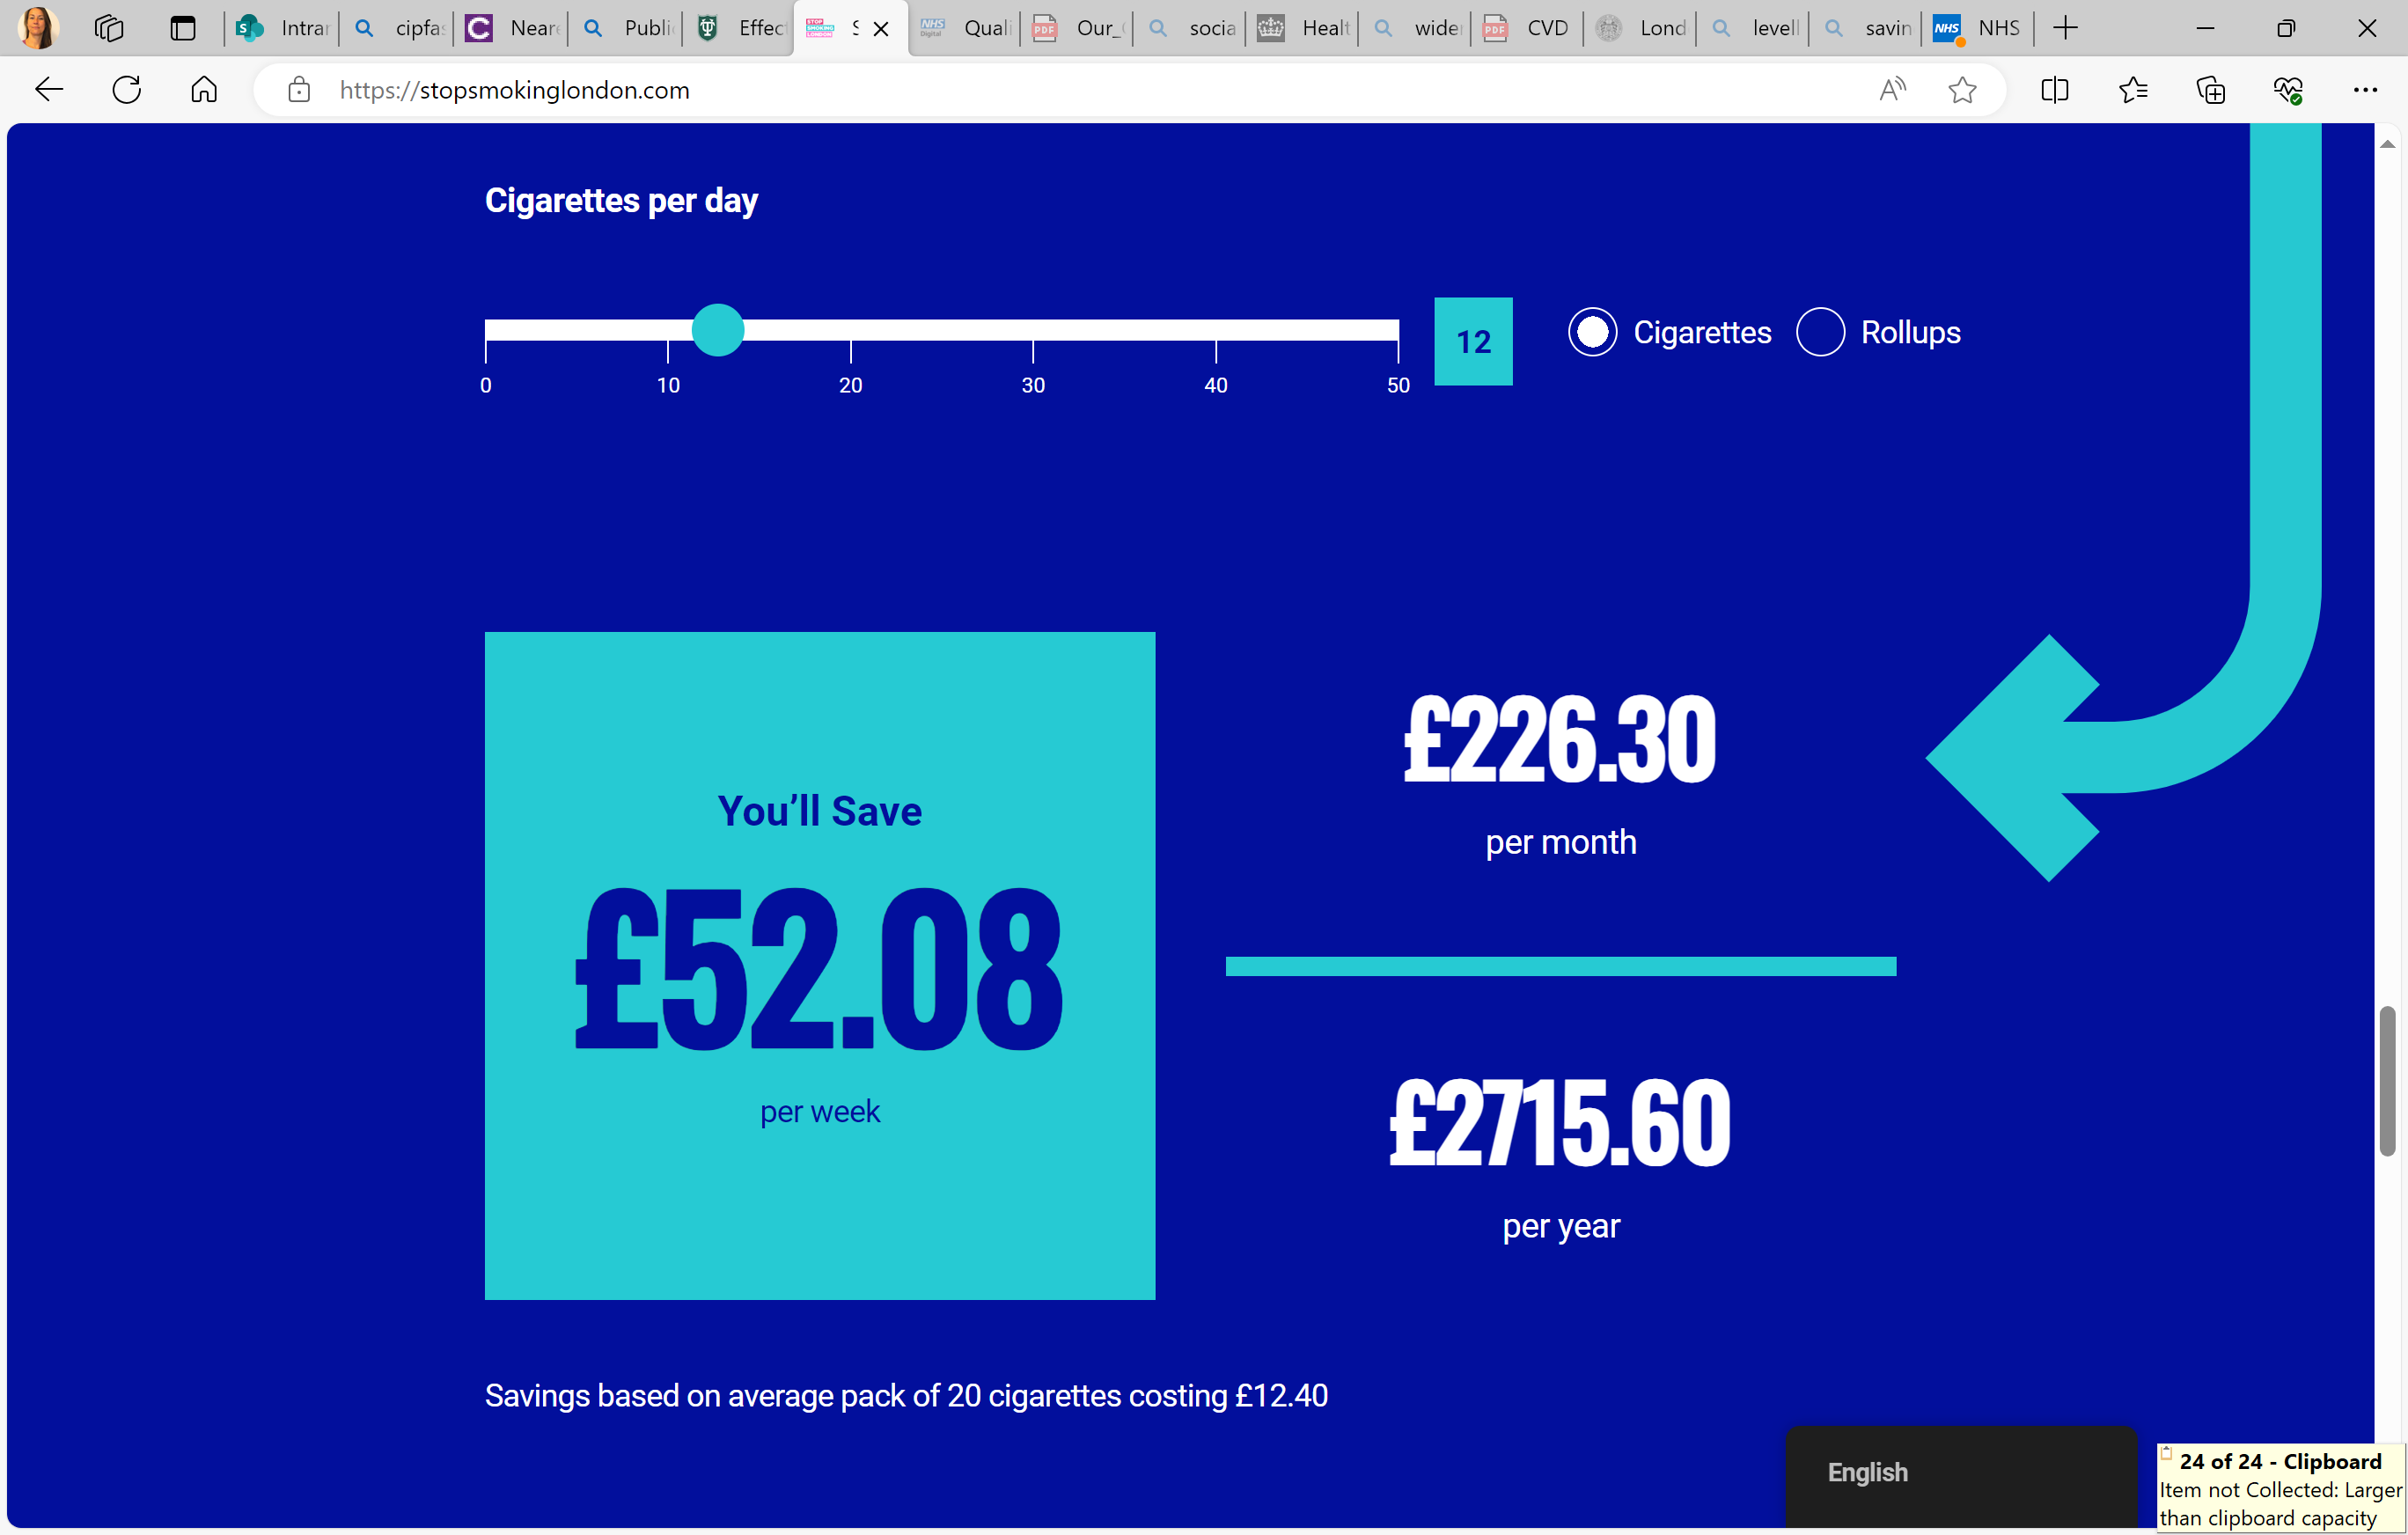 Intrar
cipfa
Near
Publi
Effec
Quali
Our_
socia
Healt
wide
CVD
Lond
levell
savin
NHS
https://stopsmokinglondon.com
Cigarettes per day
12
Cigarettes
Rollups
0 10 20 30 40 50
You’ll Save
£52.08
per week
£226.30
per month
£2715.60
per year
Savings based on average pack of 20 cigarettes costing £12.40
English
24 of 24 - Clipboard
Item not Collected: Larger
than clipboard capacity